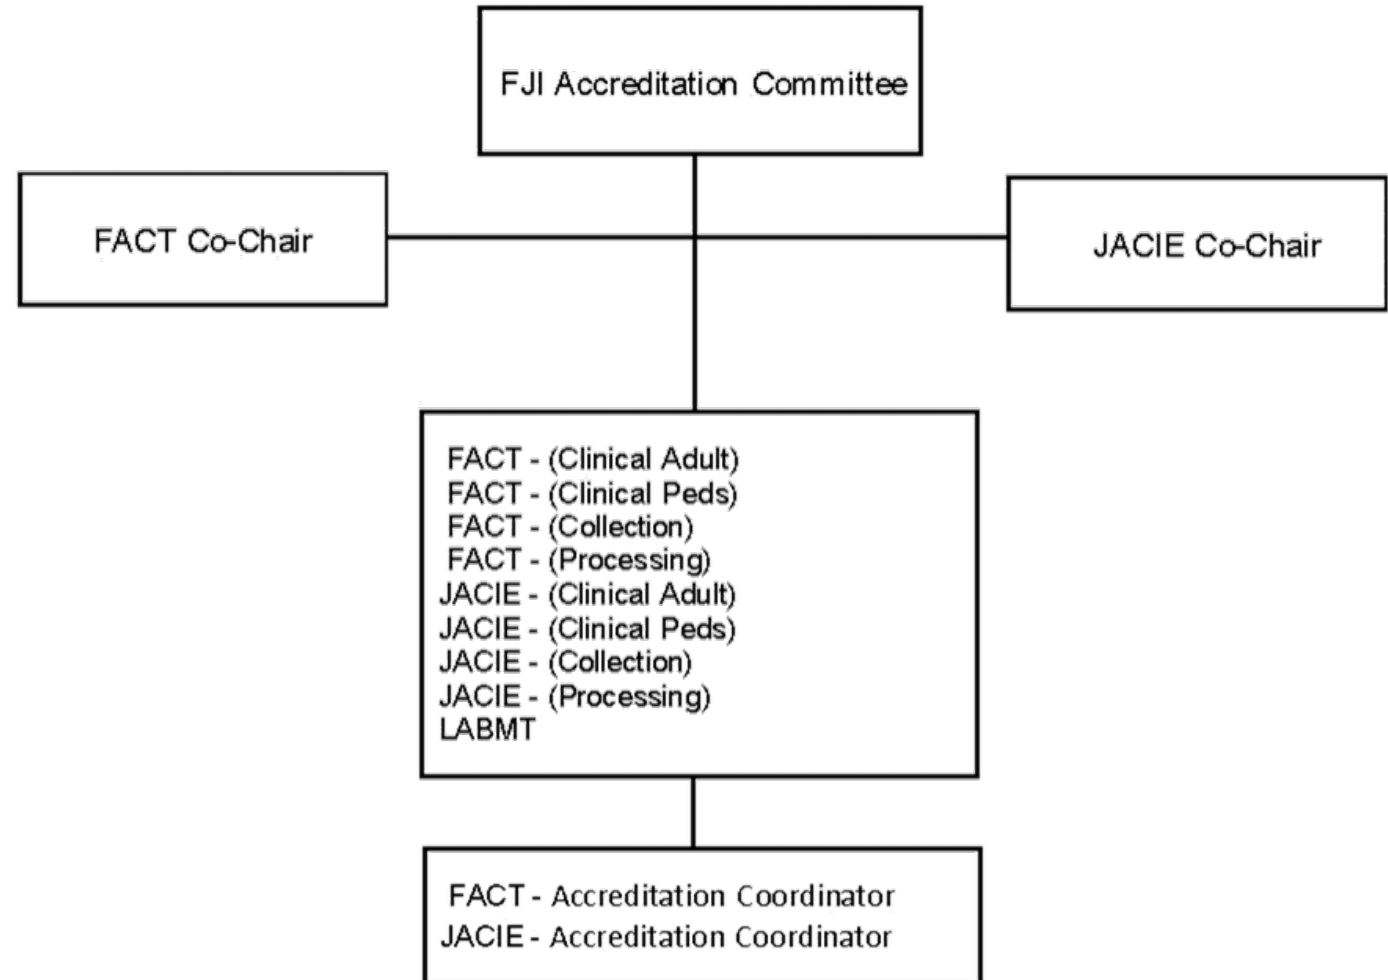 FJI Accreditation Committee
FACT Co-Chair
JACIE Co-Chair
FACT - (Clinical Adult)
FACT - (Clinical Peds)
FACT - (Collection)
FACT - (Processing)
JACIE - (Clinical Adult)
JACIE - (Clinical Peds)
JACIE - (Collection)
JACIE - (Processing)
LABMT
FACT - Accreditation Coordinator
JACIE - Accreditation Coordinator